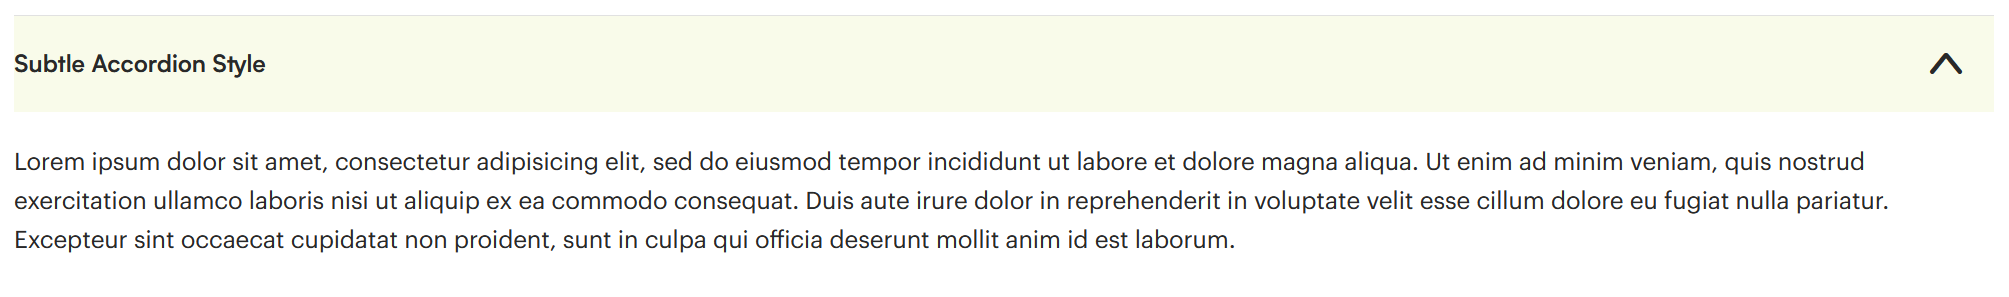 Subtle Accordion Style
Lorem ipsum dolor sit amet, consectetur adipisicing elit, sed do eiusmod tempor incididunt ut labore et dolore magna aliqua. Ut enim ad minim veniam, quis nostrud
exercitation ullamco laboris nisi ut aliquip ex ea commodo consequat. Duis aute irure dolor in reprehenderit in voluptate velit esse cillum dolore eu fugiat nulla pariatur.
Excepteur sint occaecat cupidatat non proident, sunt in culpa qui officia deserunt mollit anim id est laborum.